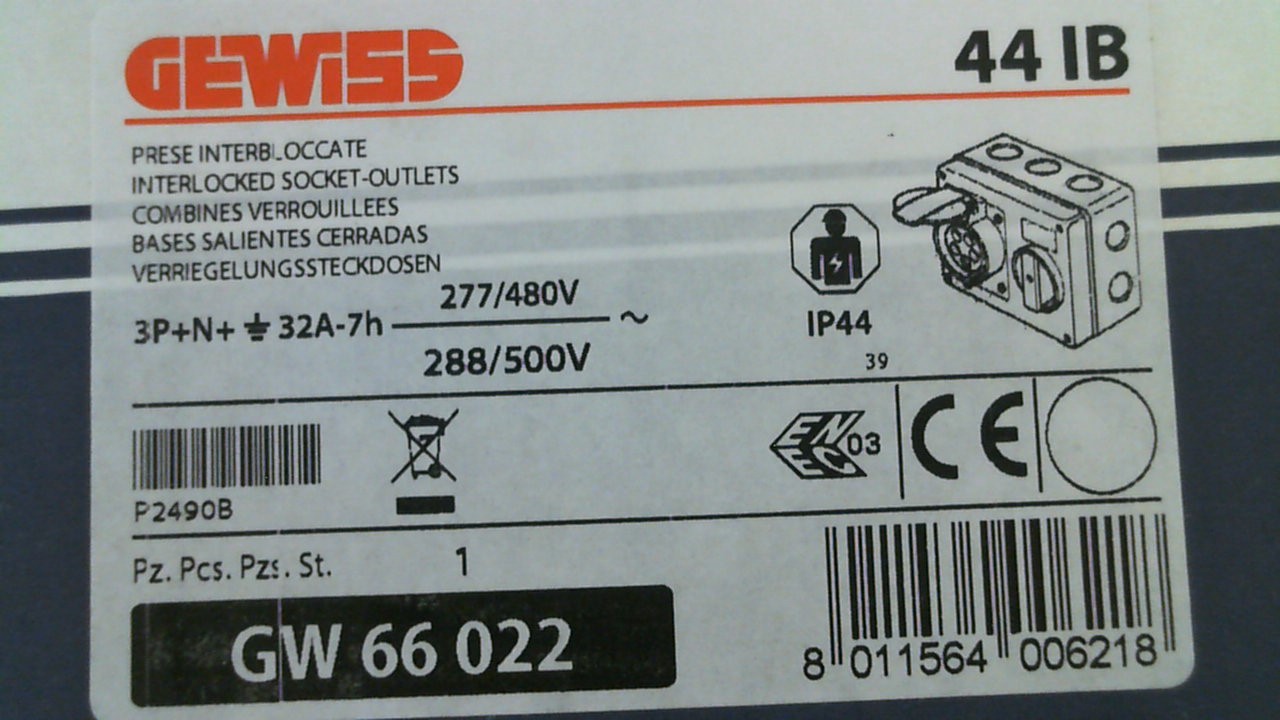 GEWISS
44 IB
PRESE INTERBLOCCATE
INTERLOCKED SOCKET-OUTLETS
COMBINES VERROUILLEES
BASES SALIENTES CERRADAS
VERRIEGELUNGSSTECKDOSEN
3P+N+⏚ 32A-7h 277/480V ~
288/500V
IP44
39
ENEC 03
CE
P2490B
Pz. Pcs. Pzs. St. 1
GW 66 022
8 011564 006218